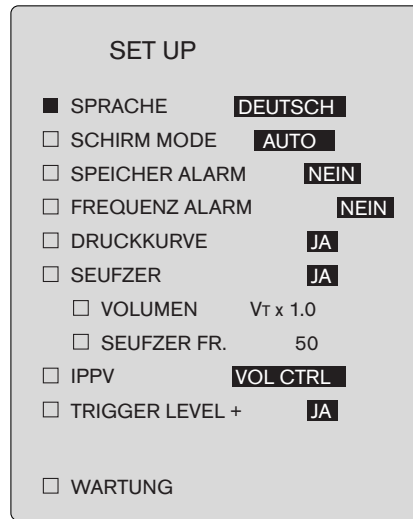 SET UP
SPRACHE DEUTSCH
SCHIRM MODE AUTO
SPEICHER ALARM NEIN
FREQUENZ ALARM NEIN
DRUCKKURVE JA
SEUFZER JA
VOLUMEN VT x 1.0
SEUFZER FR. 50
IPPV VOL CTRL
TRIGGER LEVEL + JA
WARTUNG